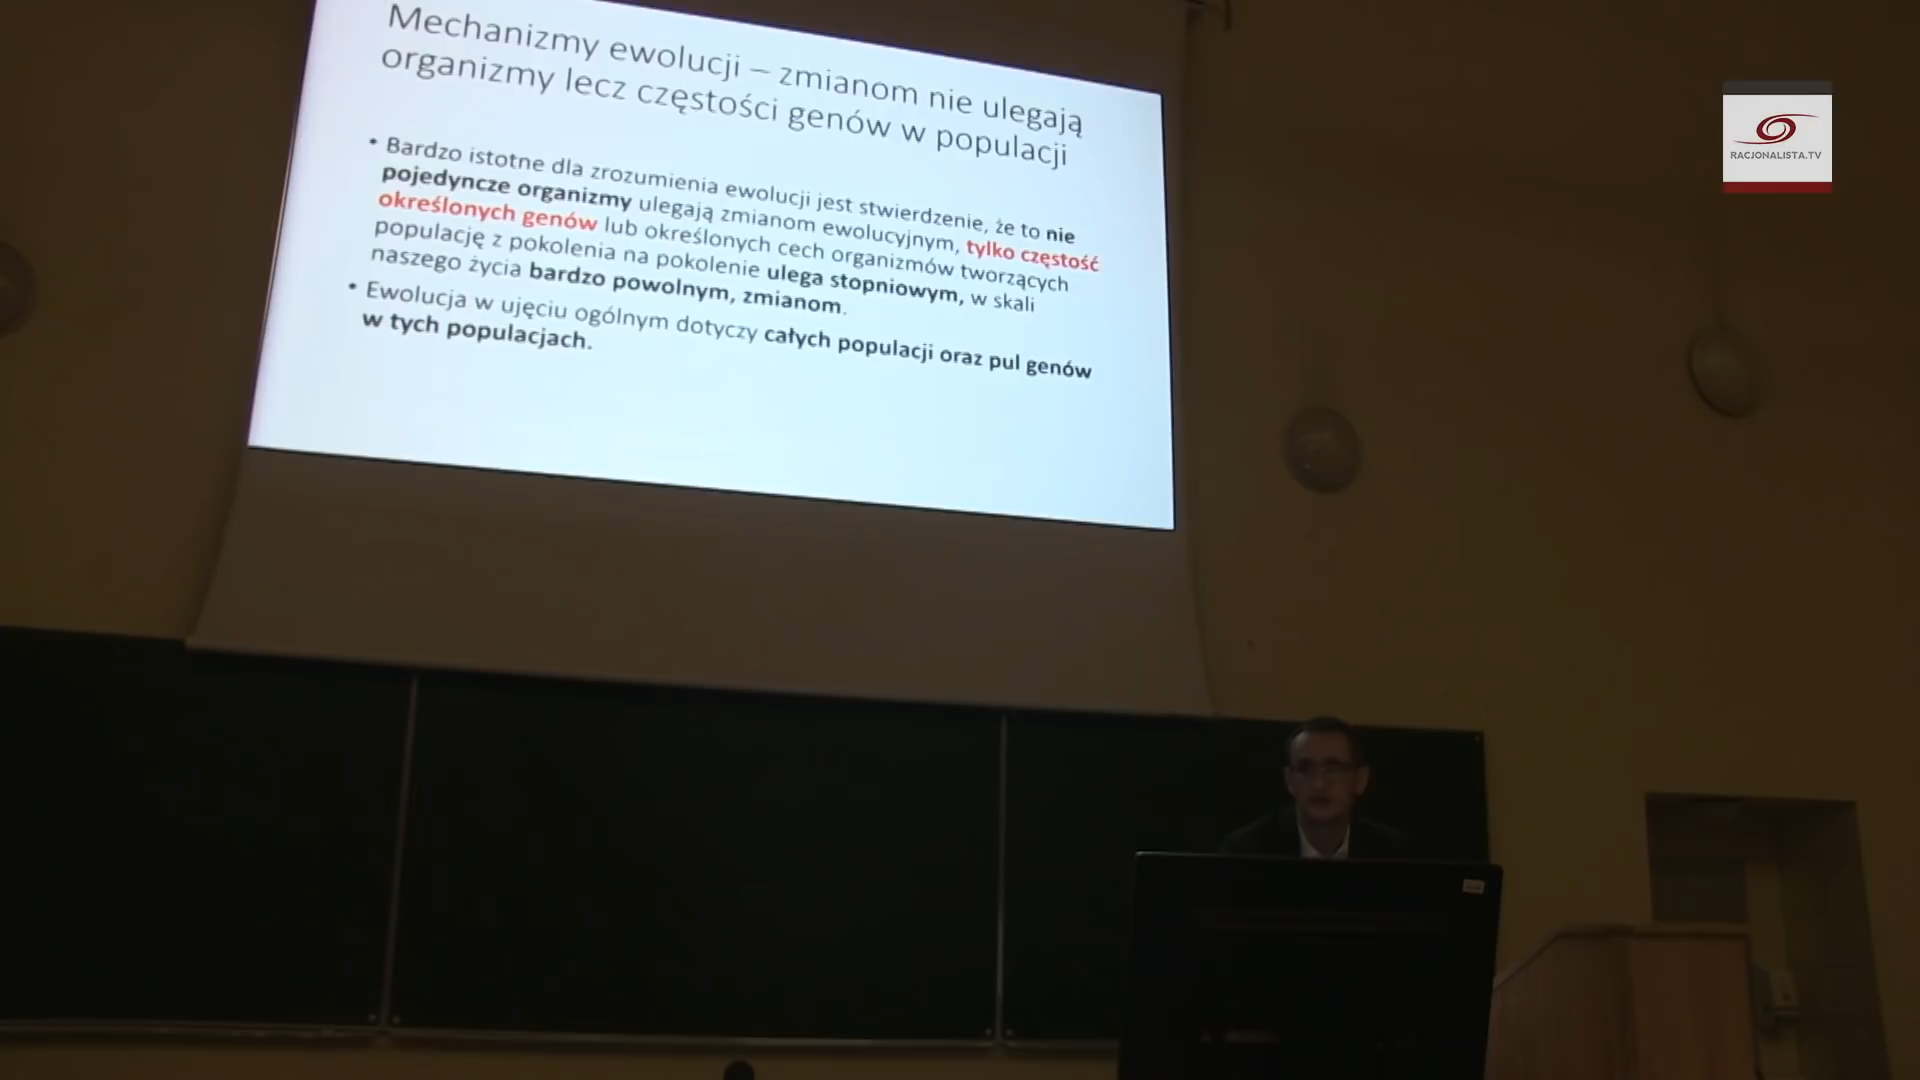 Mechanizmy ewolucji – zmianom nie ulegają
organizmy lecz częstości genów w populacji
• Bardzo istotne dla zrozumienia ewolucji jest stwierdzenie, że to nie
pojedyncze organizmy ulegają zmianom ewolucyjnym, tylko częstość
określonych genów lub określonych cech organizmów tworzących
populację z pokolenia na pokolenie ulega stopniowym, w skali
naszego życia bardzo powolnym, zmianom.
• Ewolucja w ujęciu ogólnym dotyczy całych populacji oraz pul genów
w tych populacjach.
RACJONALISTA.TV